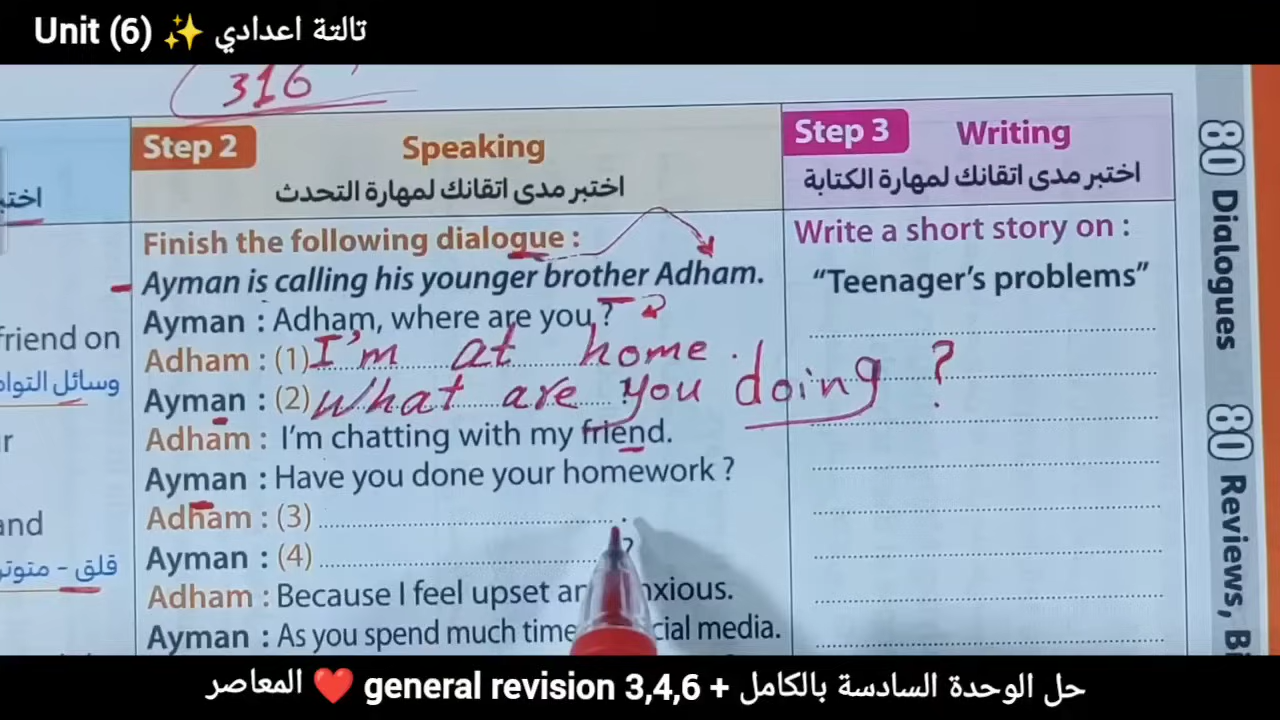 Unit (6) ✨ تالتة اعدادي
316
Step 2 Speaking
اختبر مدى اتقانك لمهارة التحدث
Finish the following dialogue :
Ayman is calling his younger brother Adham.
Ayman : Adham, where are you ?
Adham : (1) I'm at home .
Ayman : (2) What are you doing ?
Adham : I'm chatting with my friend.
Ayman : Have you done your homework ?
Adham : (3) .
Ayman : (4) ?
Adham : Because I feel upset an nxious.
Ayman : As you spend much time cial media.
Step 3 Writing
اختبر مدى اتقانك لمهارة الكتابة
Write a short story on :
“Teenager’s problems”
friend on
وسائل التوا
and
قلق - متوتر
80 Dialogues
80 Reviews, Bi
حل الوحدة السادسة بالكامل + general revision 3,4,6 ❤️ المعاصر